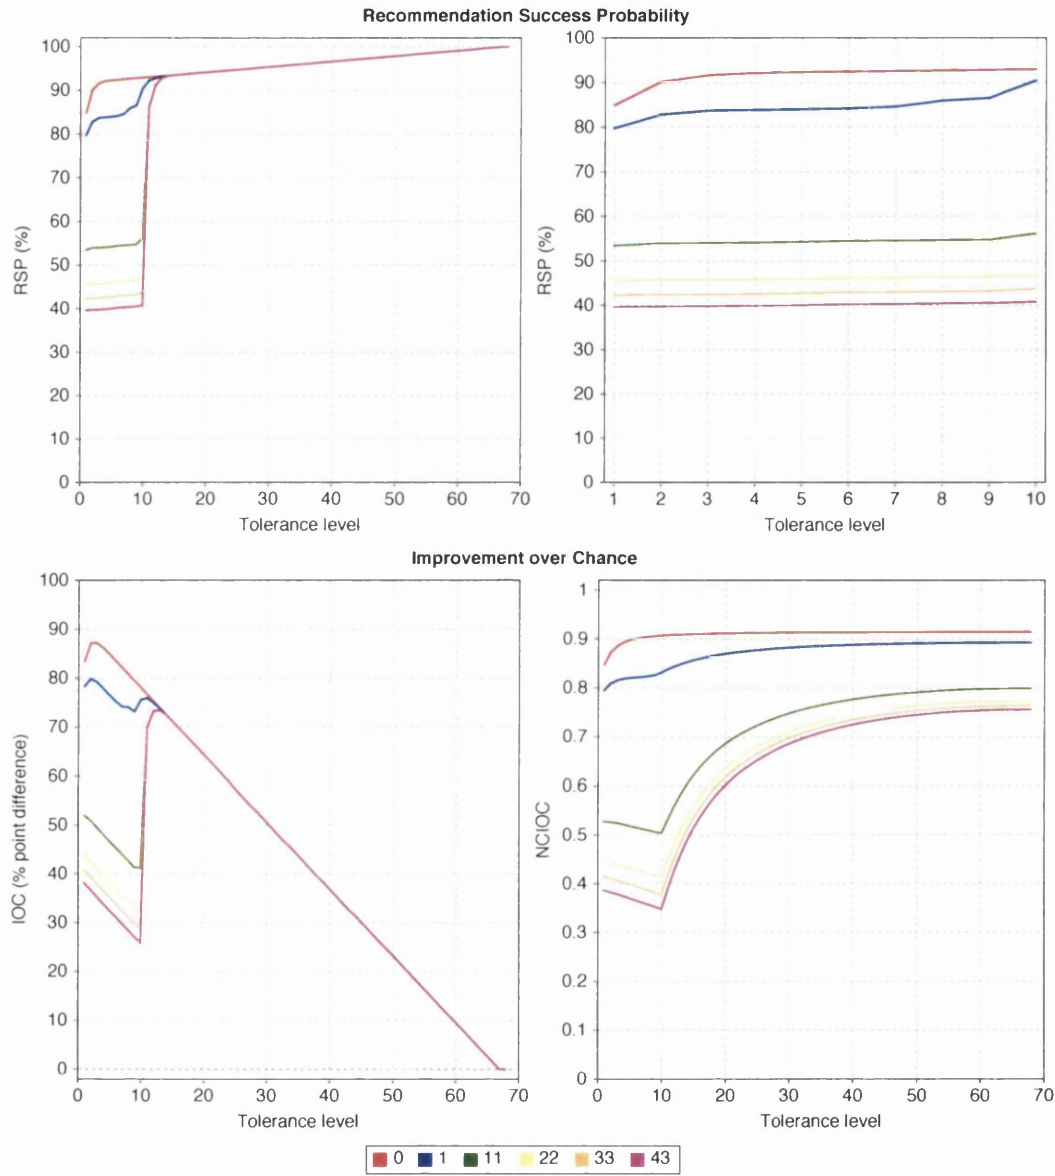 Recommendation Success Probability
100
90
80
70
60
50
40
30
20
10
0
RSP (%)
0 10 20 30 40 50 60 70
Tolerance level
100
90
80
70
60
50
40
30
20
10
0
RSP (%)
1 2 3 4 5 6 7 8 9 10
Tolerance level
Improvement over Chance
100
90
80
70
60
50
40
30
20
10
0
IOC (% point difference)
0 10 20 30 40 50 60 70
Tolerance level
1
0.9
0.8
0.7
0.6
0.5
0.4
0.3
0.2
0.1
0
NCIOC
0 10 20 30 40 50 60 70
Tolerance level
0 1 11 22 33 43